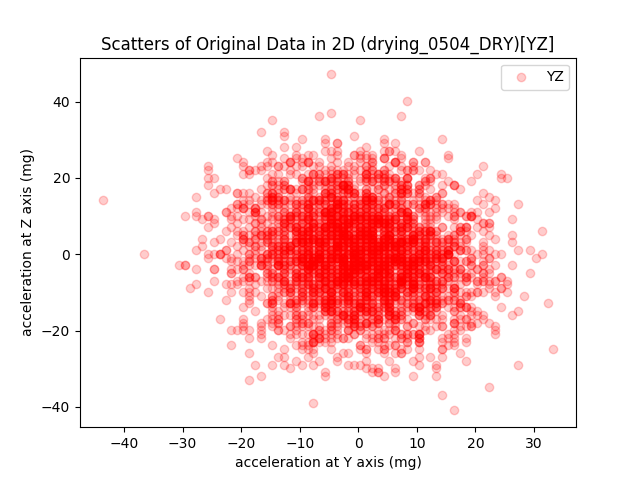 Scatters of Original Data in 2D (drying_0504_DRY)[YZ]
YZ
acceleration at Z axis (mg)
40
20
0
−20
−40
−40 −30 −20 −10 0 10 20 30
acceleration at Y axis (mg)